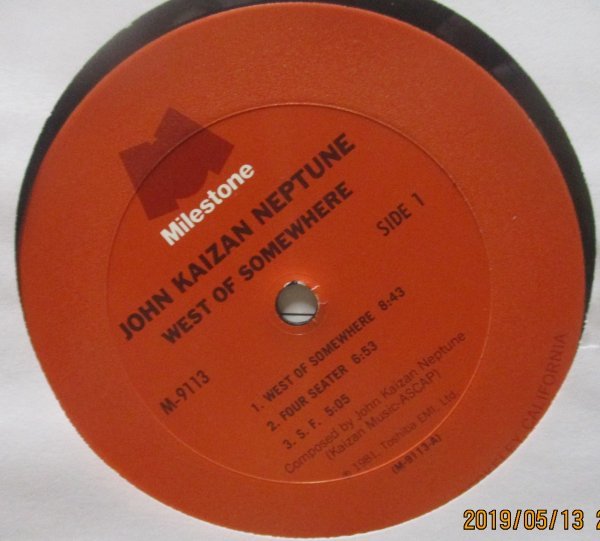 Milestone
JOHN KAIZAN NEPTUNE
WEST OF SOMEWHERE
SIDE 1
M-9113
1. WEST OF SOMEWHERE 8:43
2. FOUR SEATER 6:53
3. S. F. 5:05
Composed by John Kaizan Neptune
(Kaizan Music-ASCAP)
℗ 1981, Toshiba EMI, Ltd.
(M-9113-A)
CALIFORNIA
2019/05/13